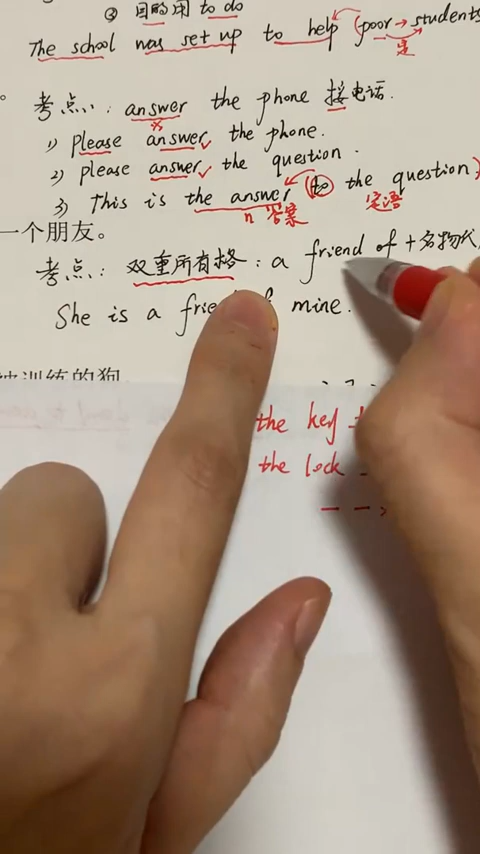 ③ 目的用 to do
The school was set up to help (poor → students
定
考点1: answer the phone 接电话.
1) please answer the phone.
2) please answer the question.
3) This is the answer (to) the question)
n 答案 定语
一个朋友。
考点: 双重所有格: a friend of + 名物代
She is a frie mine.
the key
the lock